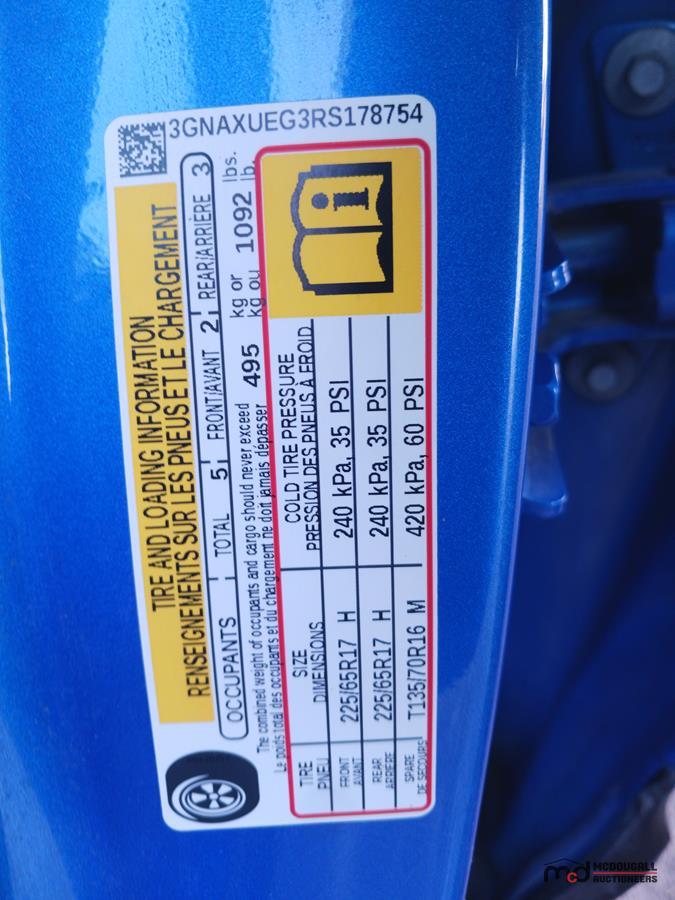 3GNAXUEG3RS178754
TIRE AND LOADING INFORMATION
RENSEIGNEMENTS SUR LES PNEUS ET LE CHARGEMENT
OCCUPANTS TOTAL 5 FRONT/AVANT 2 REAR/ARRIÈRE 3
The combined weight of occupants and cargo should never exceed 495 kg or 1092 lbs.
Le poids total des occupants et du chargement ne doit jamais dépasser kg ou lb.
TIRE SIZE COLD TIRE PRESSURE
PNEU DIMENSIONS PRESSION DES PNEUS À FROID
FRONT
AVANT 225/65R17 H 240 kPa, 35 PSI
REAR
ARRIERE 225/65R17 H 240 kPa, 35 PSI
SPARE
DE SECOURS T135/70R16 M 420 kPa, 60 PSI
i
mcd MCDOUGALL
AUCTIONEERS